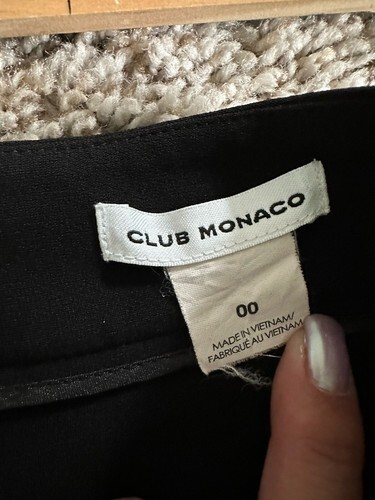 CLUB MONACO
00
MADE IN VIETNAM/
FABRIQUÉ AU VIETNAM